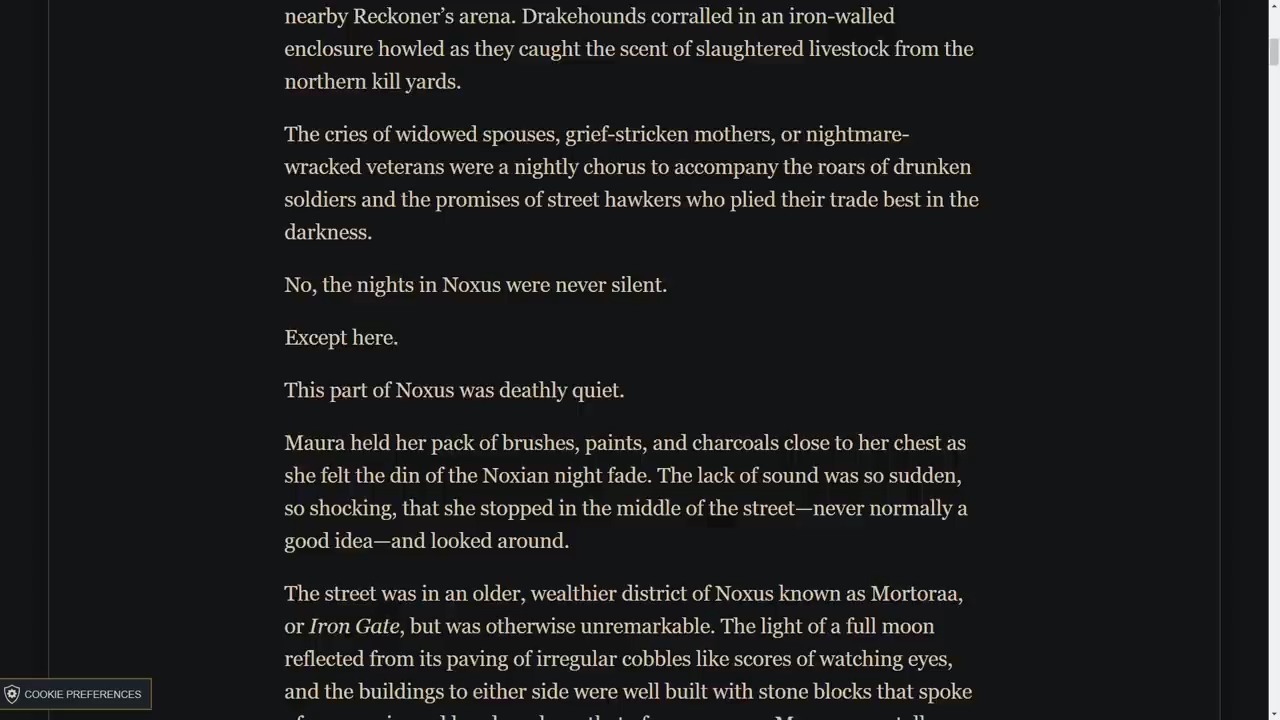 nearby Reckoner’s arena. Drakehounds corralled in an iron-walled
enclosure howled as they caught the scent of slaughtered livestock from the
northern kill yards.
The cries of widowed spouses, grief-stricken mothers, or nightmare-
wracked veterans were a nightly chorus to accompany the roars of drunken
soldiers and the promises of street hawkers who plied their trade best in the
darkness.
No, the nights in Noxus were never silent.
Except here.
This part of Noxus was deathly quiet.
Maura held her pack of brushes, paints, and charcoals close to her chest as
she felt the din of the Noxian night fade. The lack of sound was so sudden,
so shocking, that she stopped in the middle of the street—never normally a
good idea—and looked around.
The street was in an older, wealthier district of Noxus known as Mortoraa,
or Iron Gate, but was otherwise unremarkable. The light of a full moon
reflected from its paving of irregular cobbles like scores of watching eyes,
and the buildings to either side were well built with stone blocks that spoke
COOKIE PREFERENCES